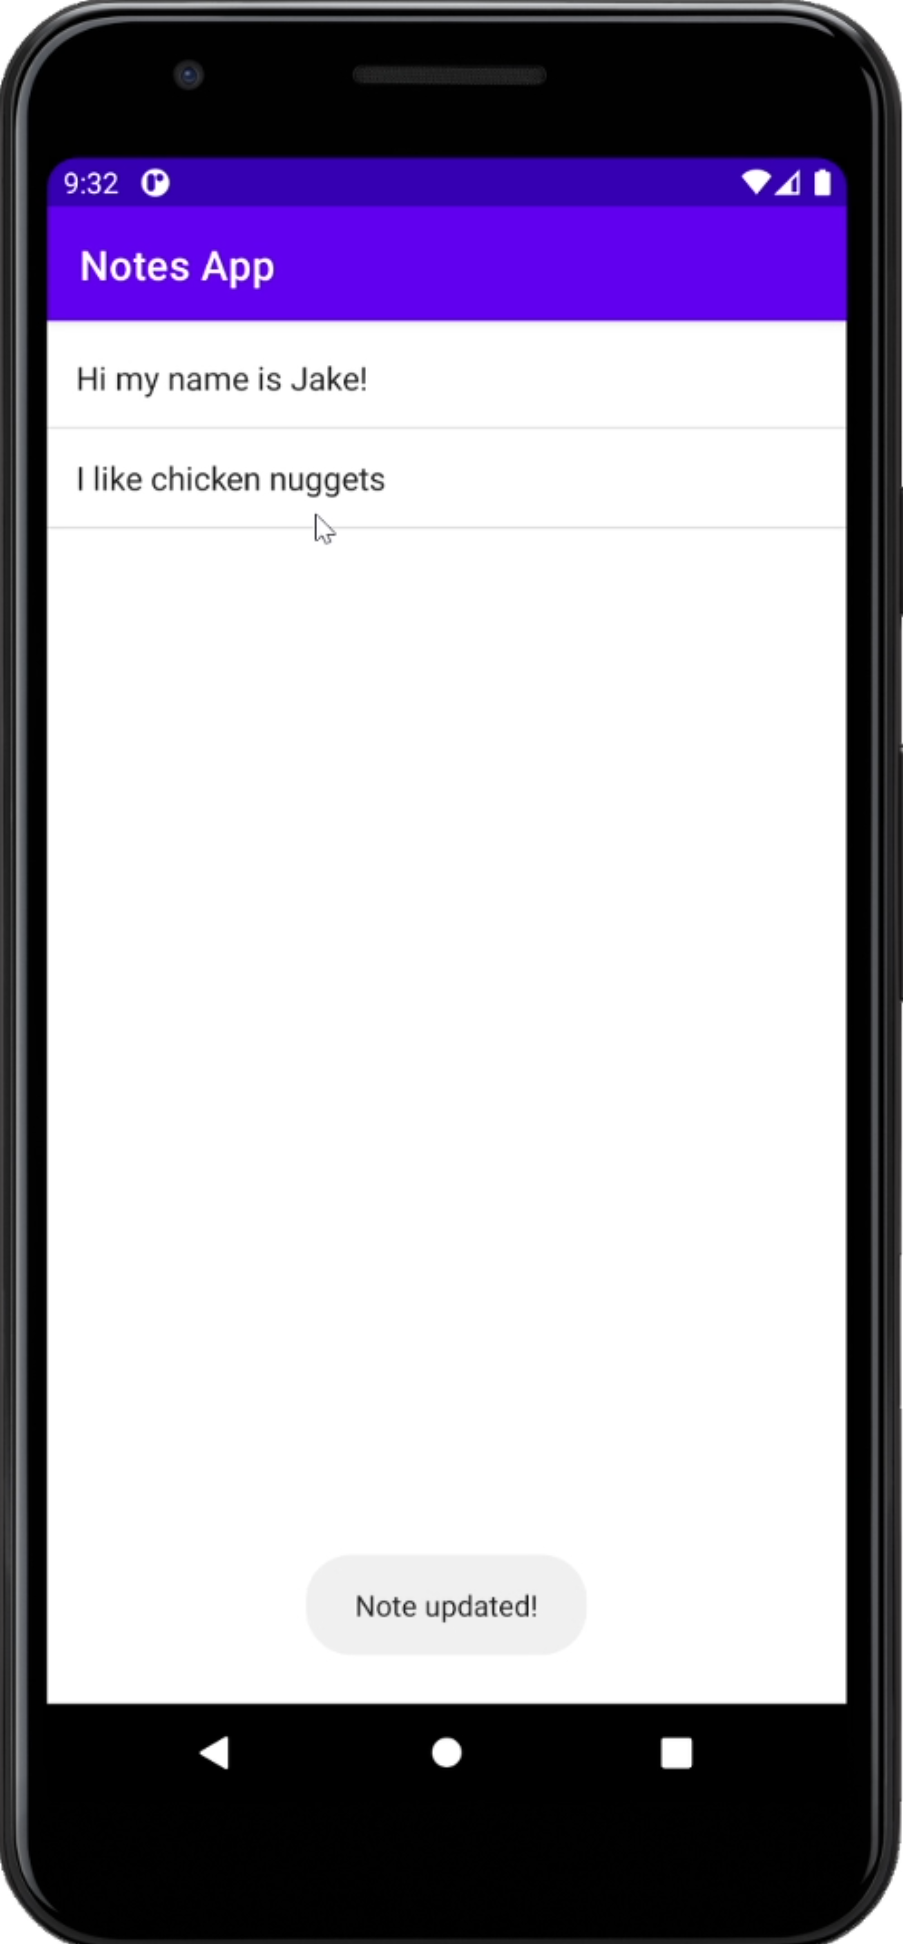 9:32
Notes App
Hi my name is Jake!
I like chicken nuggets
Note updated!